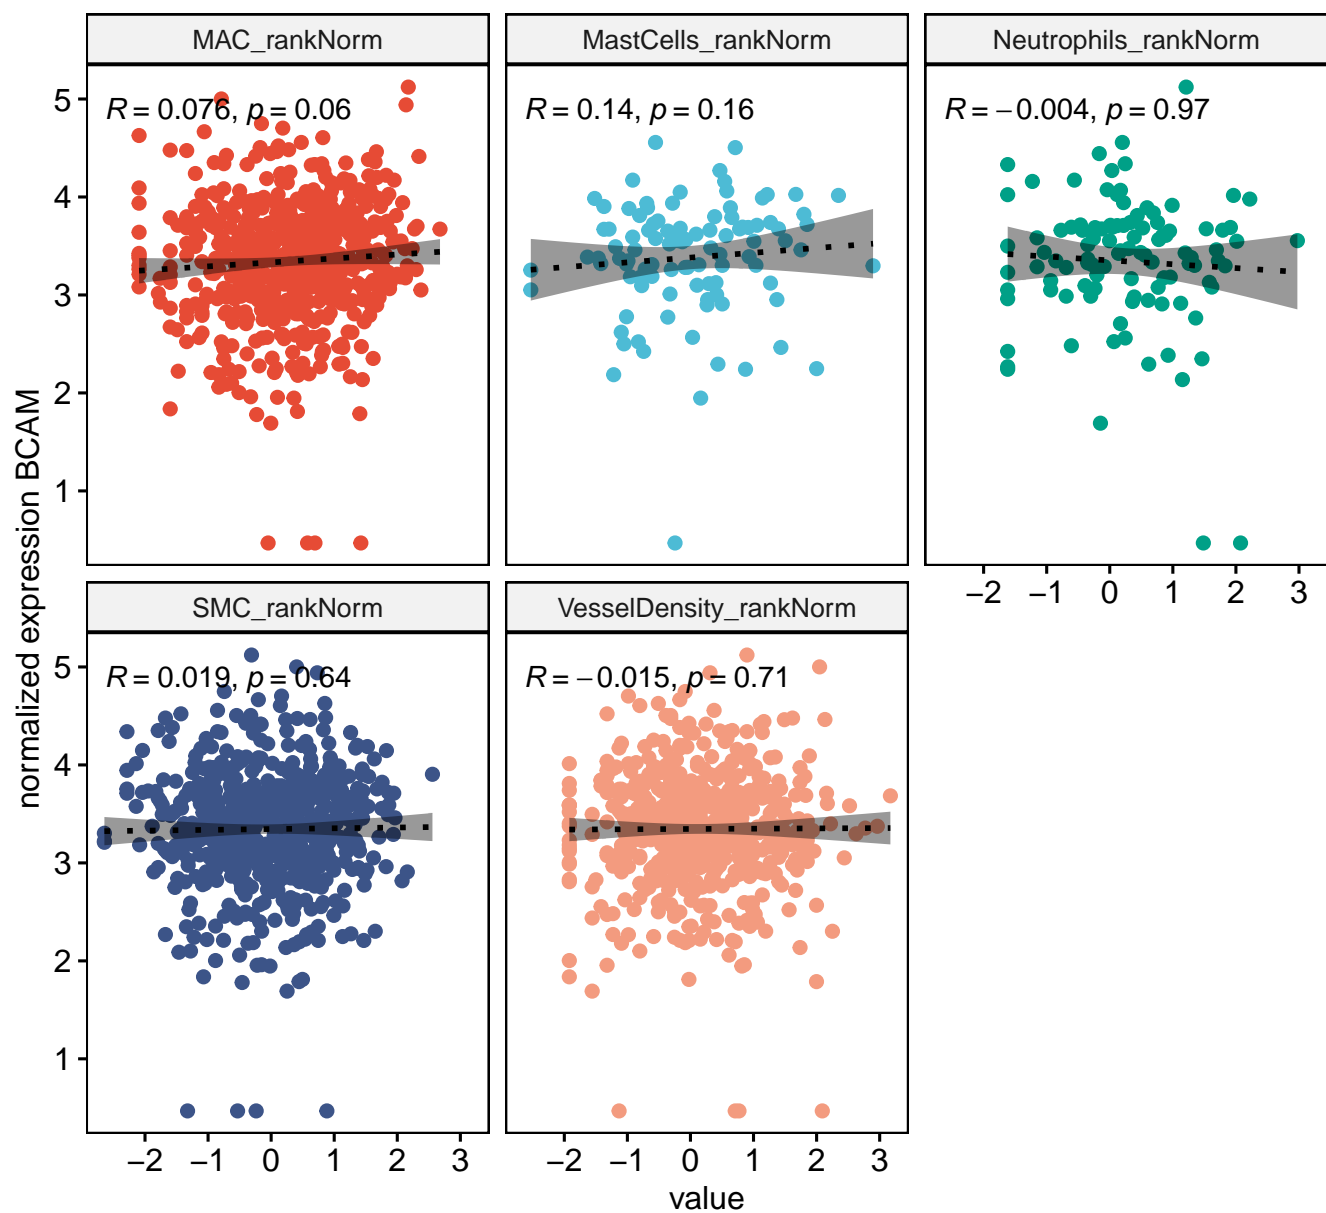 MAC_rankNorm
MastCells_rankNorm
Neutrophils_rankNorm
R = 0.076, p = 0.06
R = 0.14, p = 0.16
R = −0.004, p = 0.97
5
4
3
2
1
−2 −1 0 1 2 3
SMC_rankNorm
VesselDensity_rankNorm
R = 0.019, p = 0.64
R = −0.015, p = 0.71
5
4
3
2
1
−2 −1 0 1 2 3
−2 −1 0 1 2 3
value
normalized expression BCAM